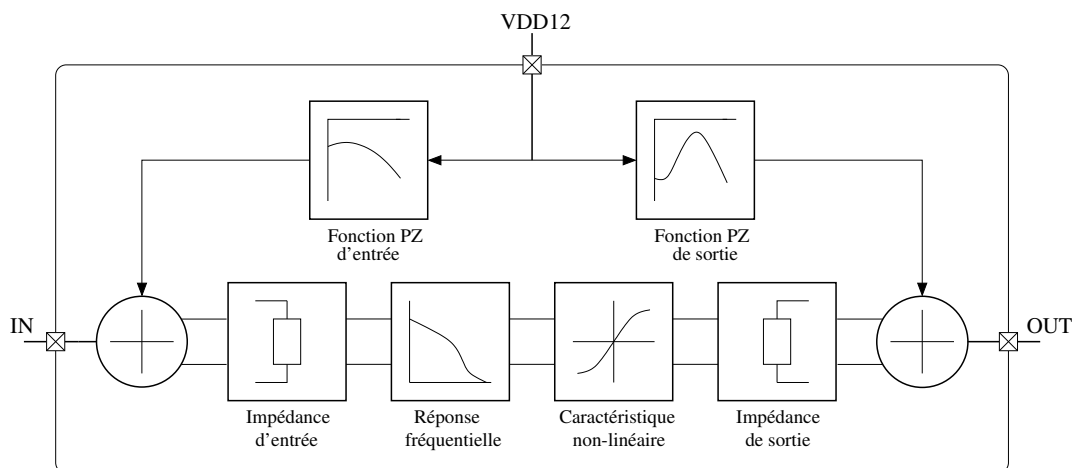 VDD12
Fonction PZ
d'entrée
Fonction PZ
de sortie
IN
OUT
Impédance
d'entrée
Réponse
fréquentielle
Caractéristique
non-linéaire
Impédance
de sortie